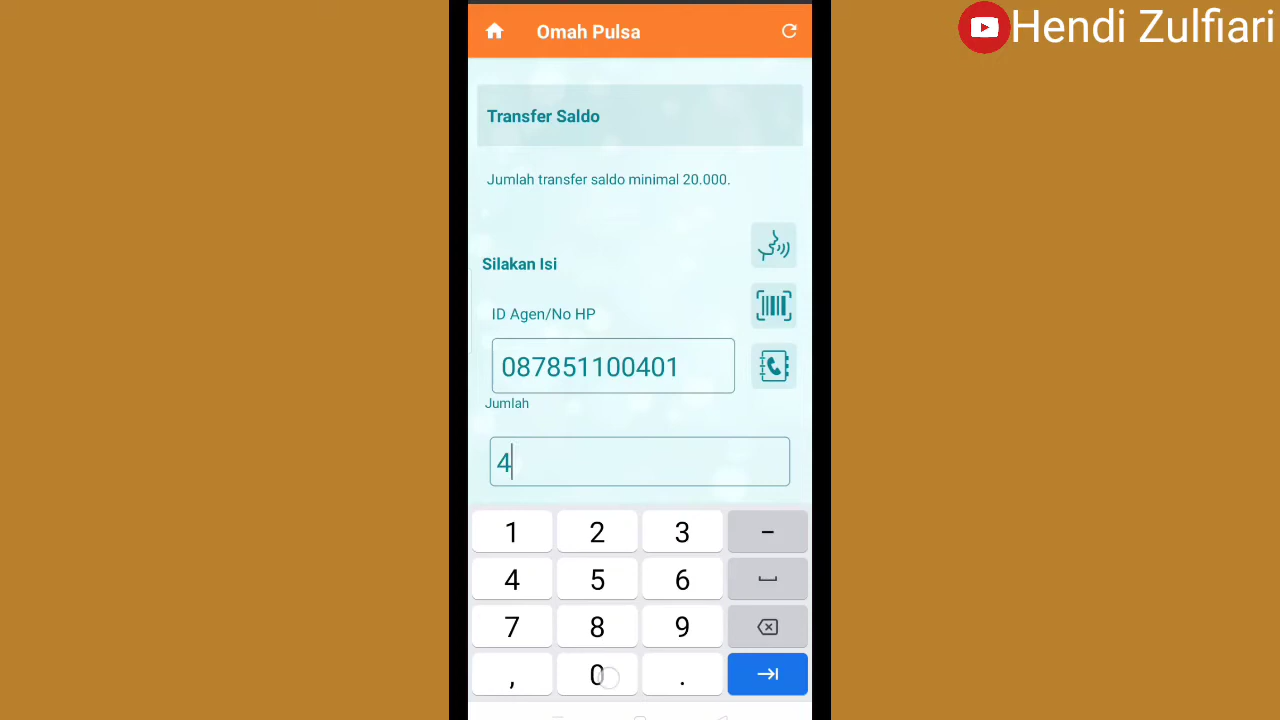 Hendi Zulfiari
Omah Pulsa
Transfer Saldo
Jumlah transfer saldo minimal 20.000.
Silakan Isi
ID Agen/No HP
087851100401
Jumlah
4
1 2 3 –
4 5 6
7 8 9
, 0 .